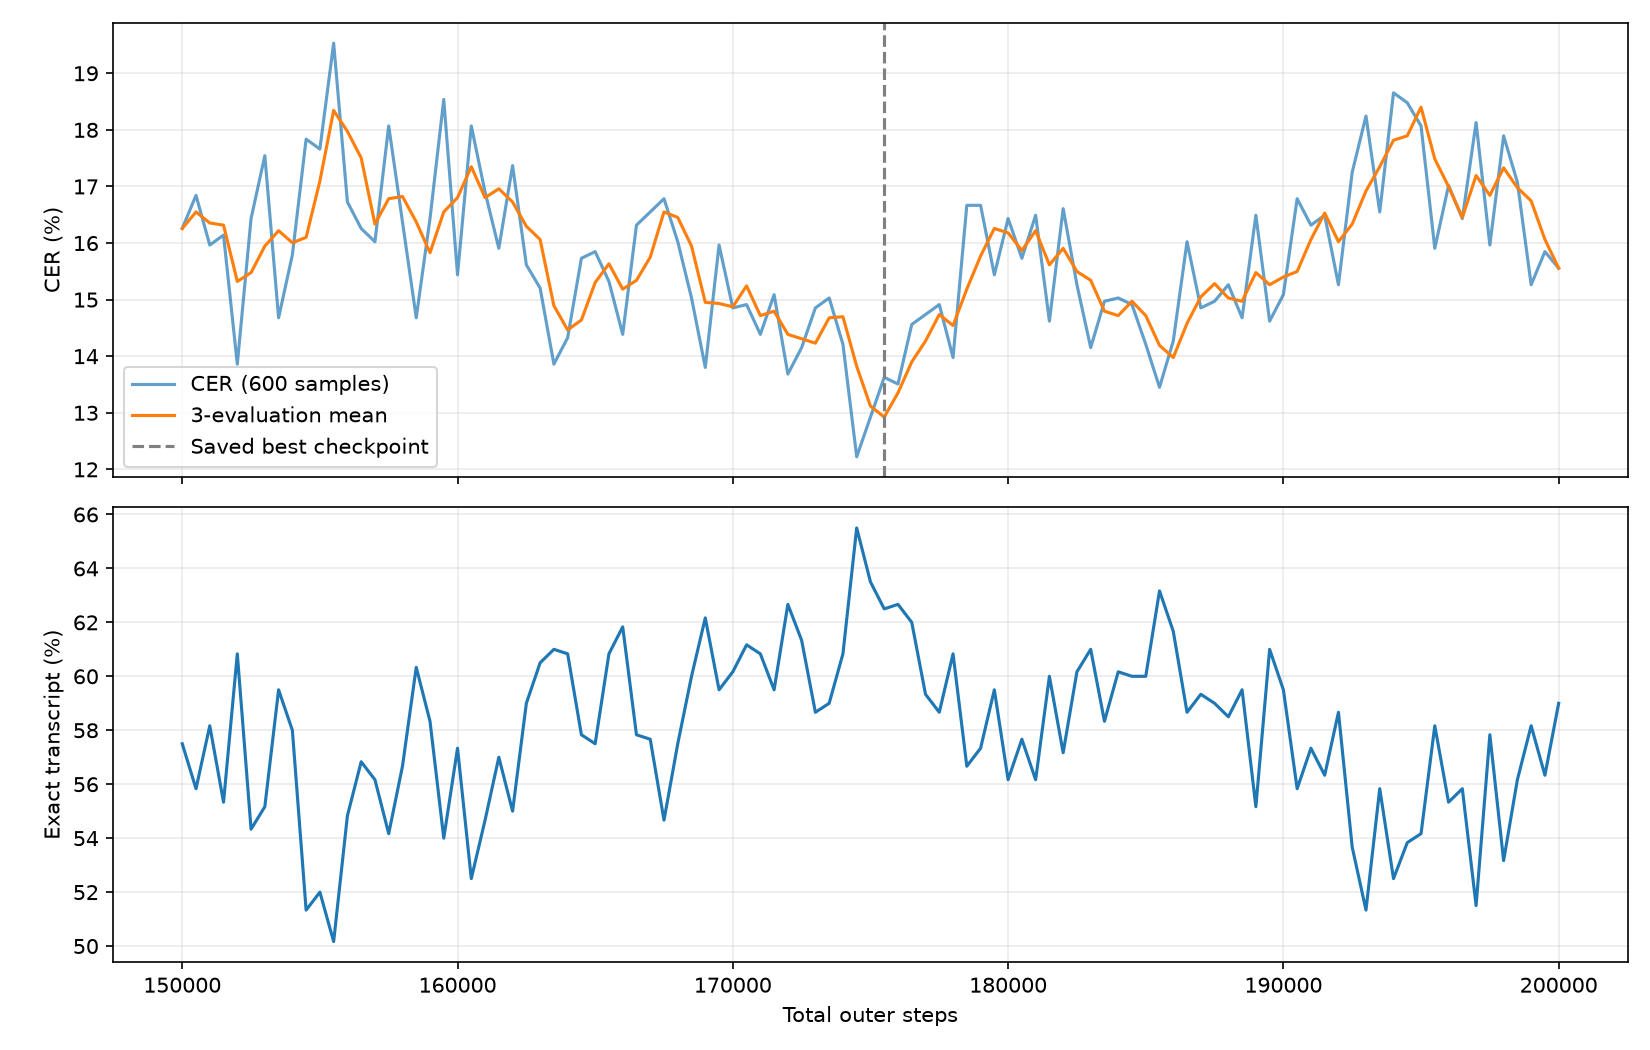 CER (%)
19
18
17
16
15
14
13
12
CER (600 samples)
3-evaluation mean
Saved best checkpoint
Exact transcript (%)
66
64
62
60
58
56
54
52
50
150000 160000 170000 180000 190000 200000
Total outer steps